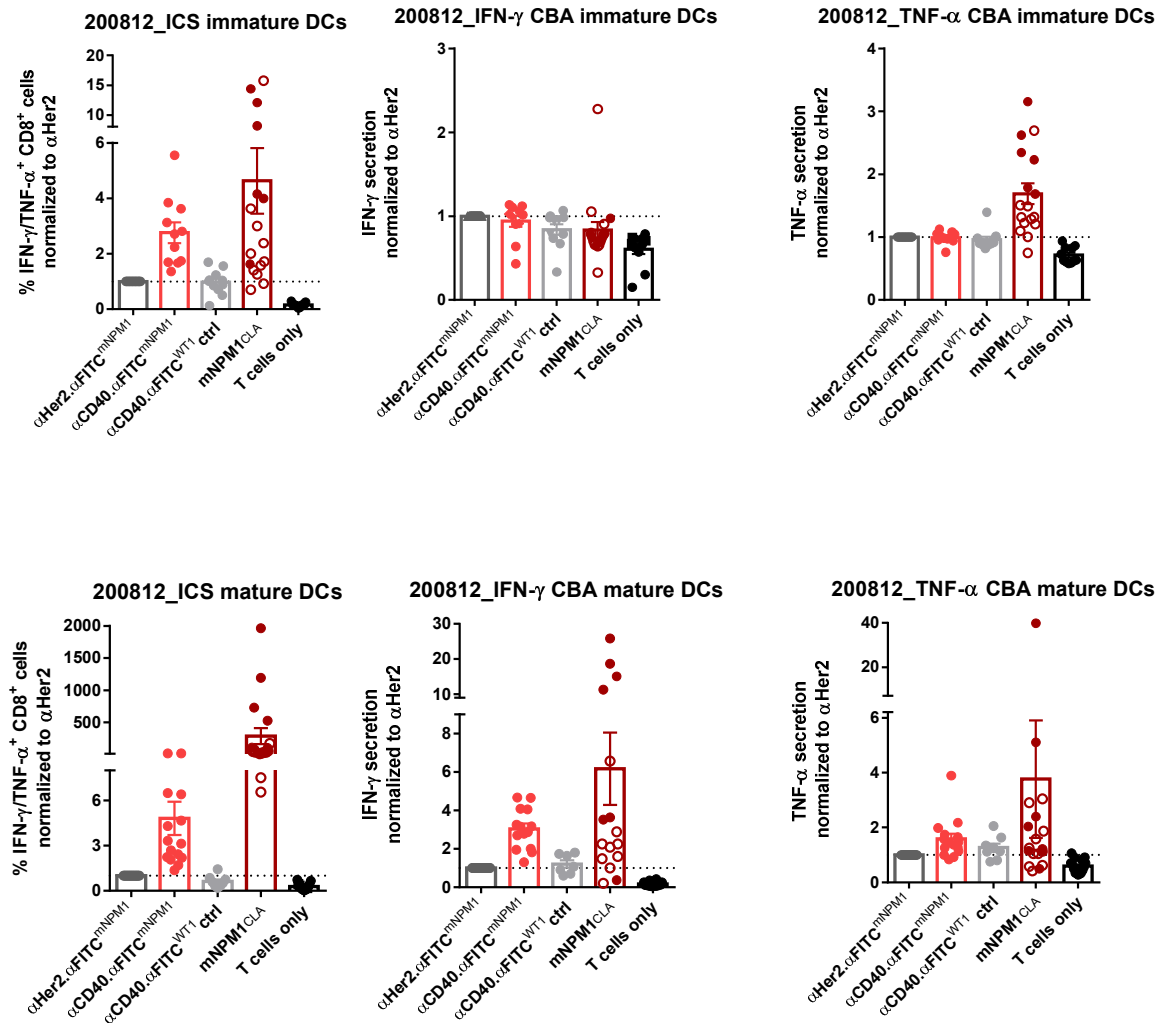 200812_ICS immature DCs
% IFN-γ/TNF-α⁺ CD8⁺ cells
normalized to αHer2
20
15
10
6
4
2
0
αHer2.αFITCᵐᴺᴾᴹ¹
αCD40.αFITCᵐᴺᴾᴹ¹
αCD40.αFITCᵂᵀ¹ ctrl
mNPM1CLA
T cells only
200812_IFN-γ CBA immature DCs
IFN-γ secretion
normalized to αHer2
3
2
1
0
αHer2.αFITCᵐᴺᴾᴹ¹
αCD40.αFITCᵐᴺᴾᴹ¹
αCD40.αFITCᵂᵀ¹ ctrl
mNPM1CLA
T cells only
200812_TNF-α CBA immature DCs
TNF-α secretion
normalized to αHer2
4
3
2
1
0
αHer2.αFITCᵐᴺᴾᴹ¹
αCD40.αFITCᵐᴺᴾᴹ¹
αCD40.αFITCᵂᵀ¹ ctrl
mNPM1CLA
T cells only
200812_ICS mature DCs
% IFN-γ/TNF-α⁺ CD8⁺ cells
normalized to αHer2
2000
1500
1000
500
6
3
0
αHer2.αFITCᵐᴺᴾᴹ¹
αCD40.αFITCᵐᴺᴾᴹ¹
αCD40.αFITCᵂᵀ¹ ctrl
mNPM1CLA
T cells only
200812_IFN-γ CBA mature DCs
IFN-γ secretion
normalized to αHer2
30
20
10
8
6
4
2
0
αHer2.αFITCᵐᴺᴾᴹ¹
αCD40.αFITCᵐᴺᴾᴹ¹
αCD40.αFITCᵂᵀ¹ ctrl
mNPM1CLA
T cells only
200812_TNF-α CBA mature DCs
TNF-α secretion
normalized to αHer2
40
20
6
4
2
0
αHer2.αFITCᵐᴺᴾᴹ¹
αCD40.αFITCᵐᴺᴾᴹ¹
αCD40.αFITCᵂᵀ¹ ctrl
mNPM1CLA
T cells only